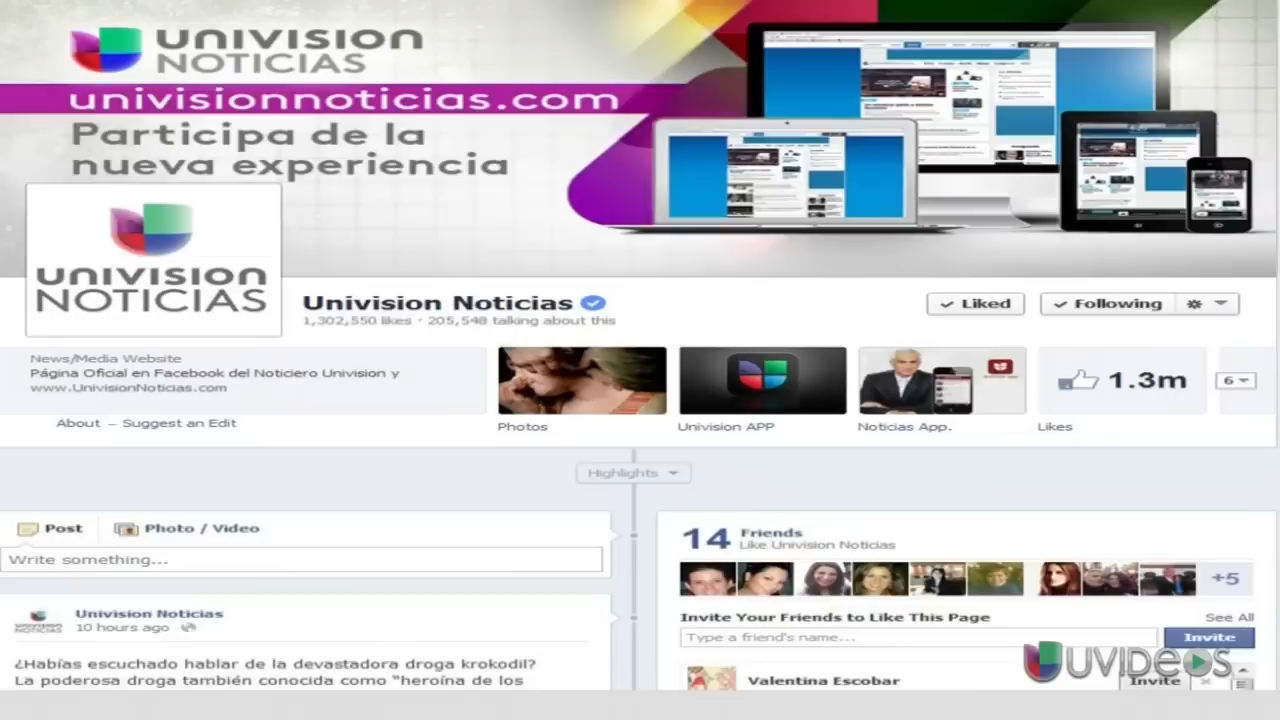 UNIVISION
NOTICIAS
univisionnoticias.com
Participa de la
nueva experiencia
UNIVISION
NOTICIAS
Univision Noticias
1,302,550 likes · 205,548 talking about this
Liked
Following
News/Media Website
Página Oficial en Facebook del Noticiero Univision y
www.UnivisionNoticias.com
About – Suggest an Edit
Photos
Univision APP
Noticias App.
1.3m
Likes
6
Highlights
Post
Photo / Video
Write something...
14 Friends
Like Univision Noticias
+5
Invite Your Friends to Like This Page
See All
Type a friend's name...
Invite
Valentina Escobar
Invite
UNIVISION
NOTICIAS
Univision Noticias
10 hours ago
¿Habías escuchado hablar de la devastadora droga krokodil?
La poderosa droga también conocida como “heroína de los
UVIDEOS